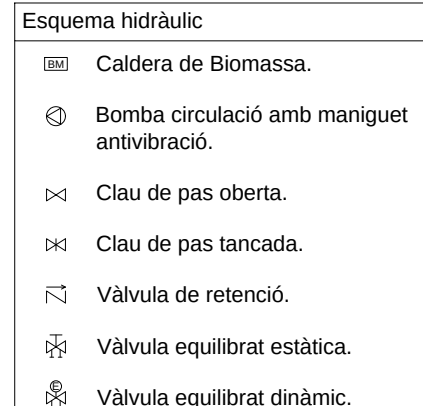 Esquema hidràulic
BM Caldera de Biomassa.
Bomba circulació amb maniguet
antivibració.
Clau de pas oberta.
Clau de pas tancada.
Vàlvula de retenció.
Vàlvula equilibrat estàtica.
E Vàlvula equilibrat dinàmic.